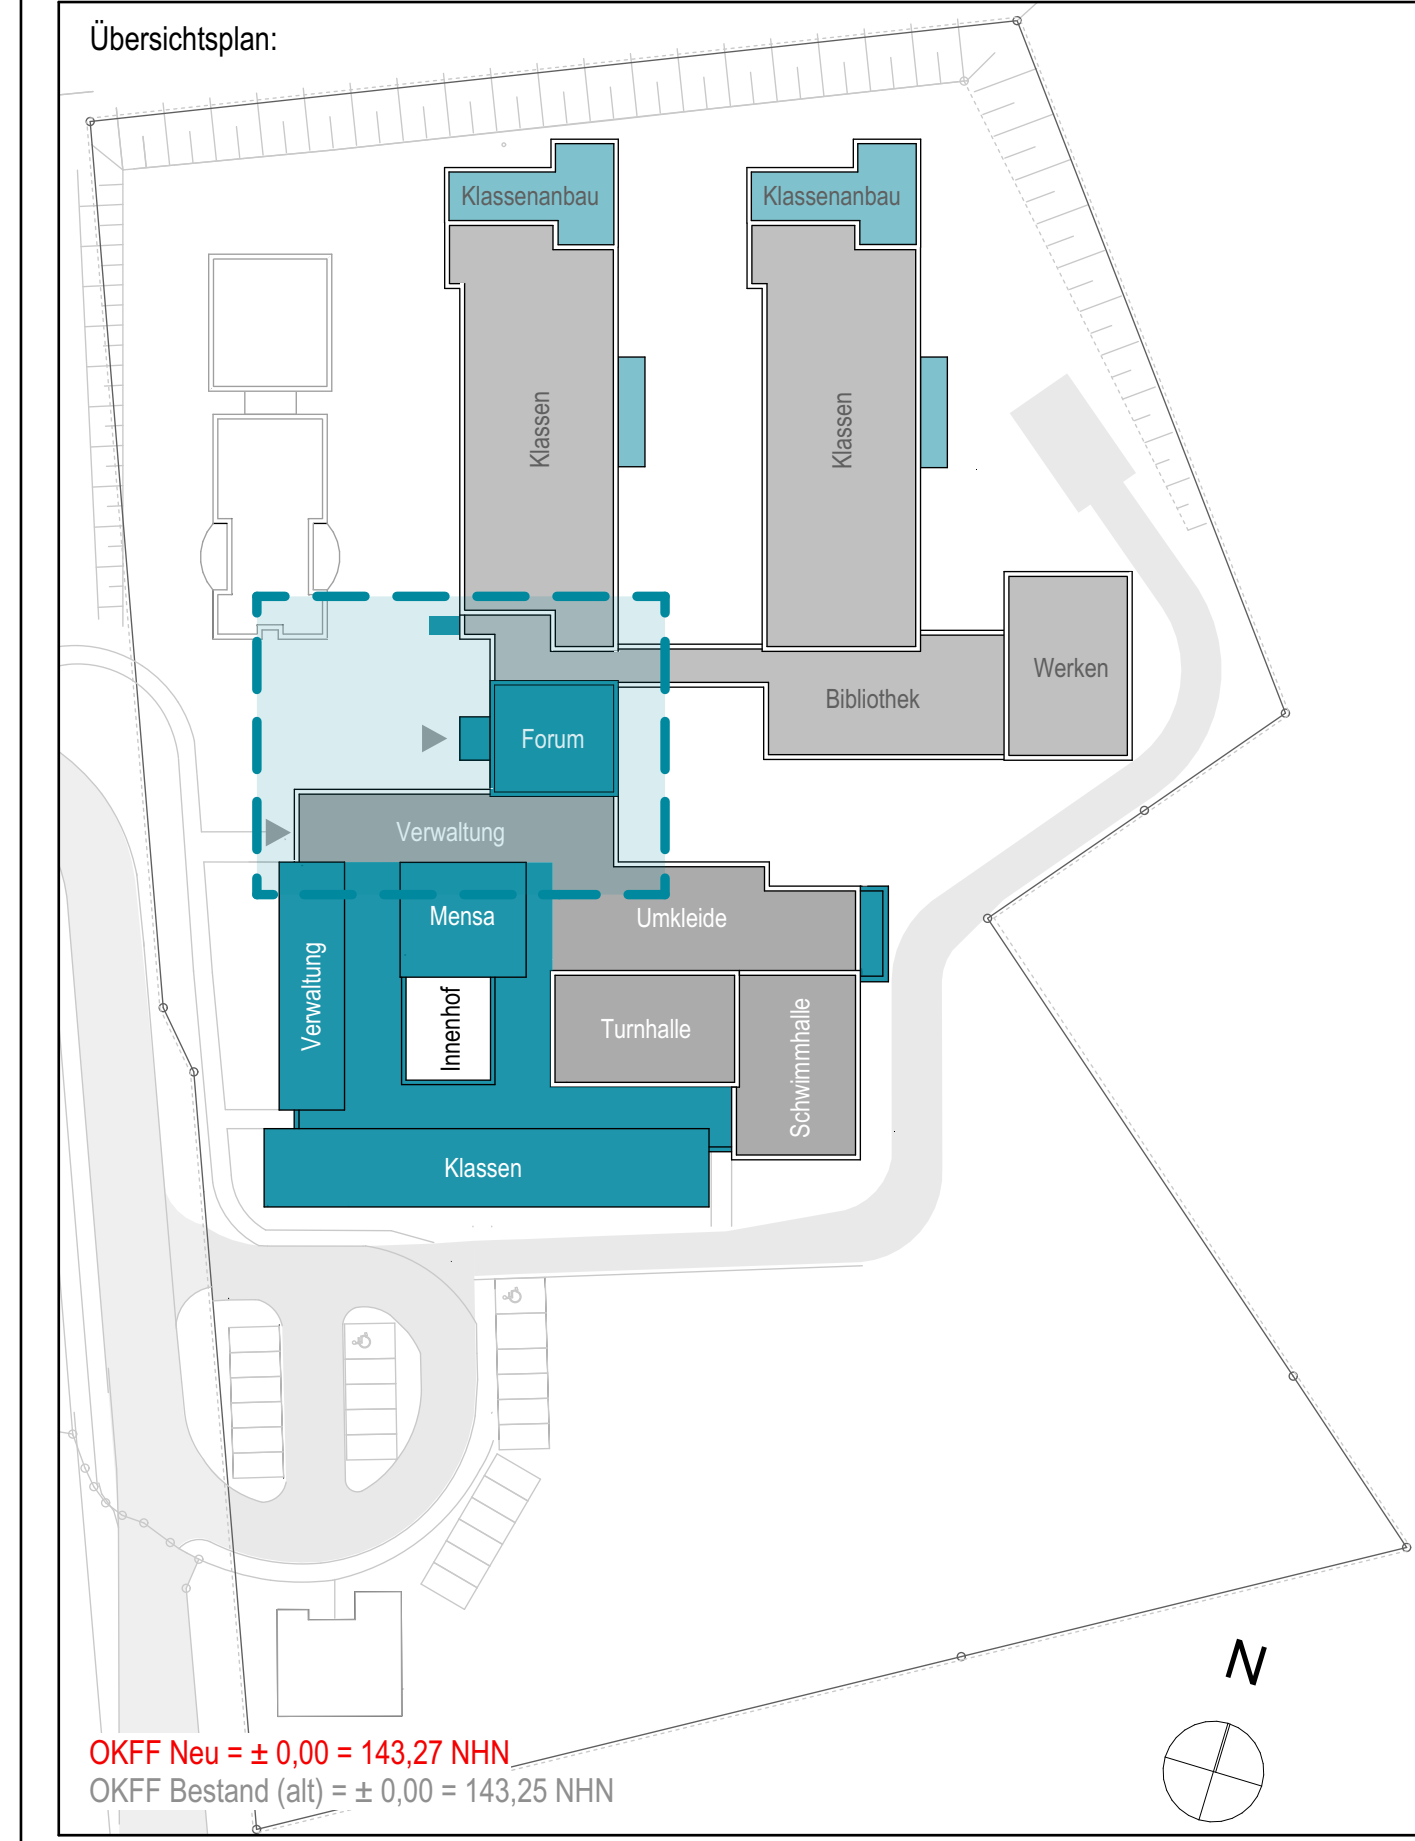 Übersichtsplan:
Klassenanbau
Klassenanbau
Klassen
Klassen
Werken
Bibliothek
Forum
Verwaltung
Mensa
Umkleide
Verwaltung
Innenhof
Turnhalle
Schwimmhalle
Klassen
N
OKFF Neu = ± 0,00 = 143,27 NHN
OKFF Bestand (alt) = ± 0,00 = 143,25 NHN